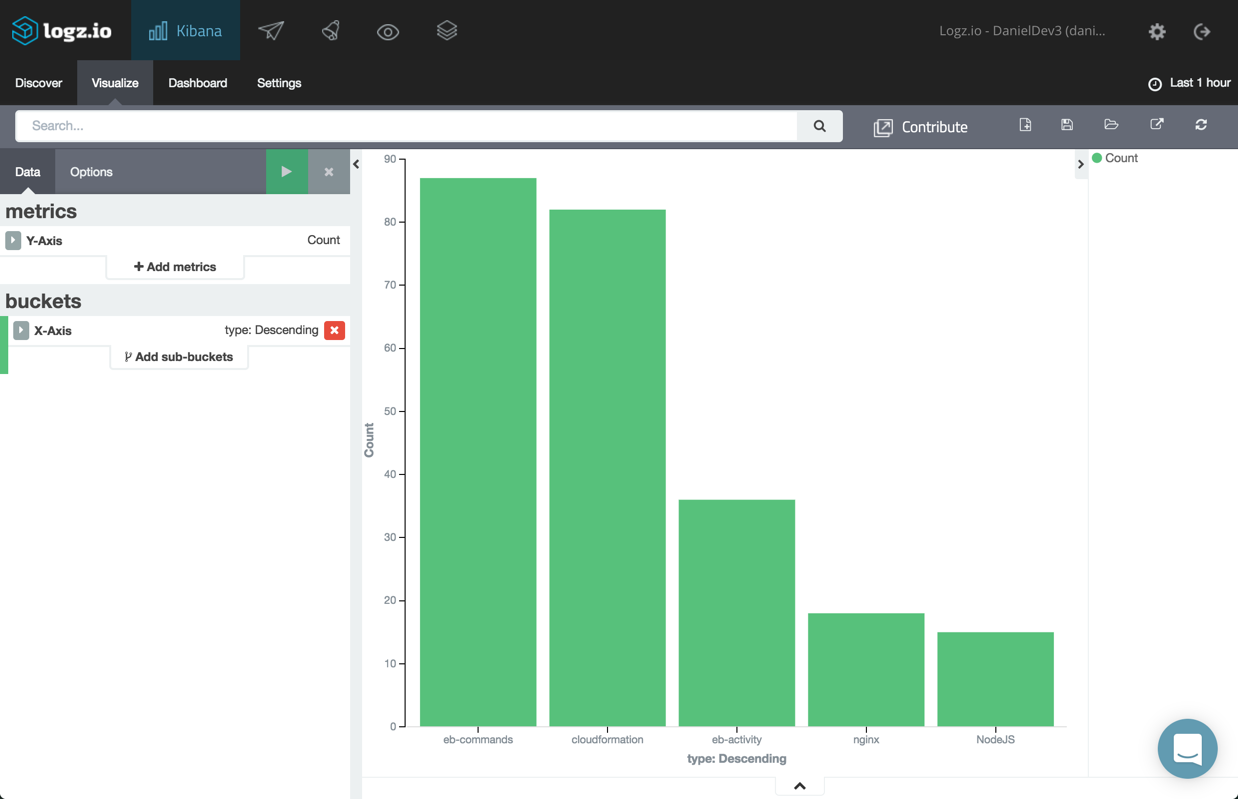 logz.io
Kibana
Logz.io - DanielDev3 (dani...
Discover Visualize Dashboard Settings
Last 1 hour
Search...
Contribute
Data Options
metrics
Y-Axis Count
Add metrics
buckets
X-Axis type: Descending
Add sub-buckets
90
80
70
60
50
40
30
20
10
0
Count
eb-commands cloudformation eb-activity nginx NodeJS
type: Descending
Count